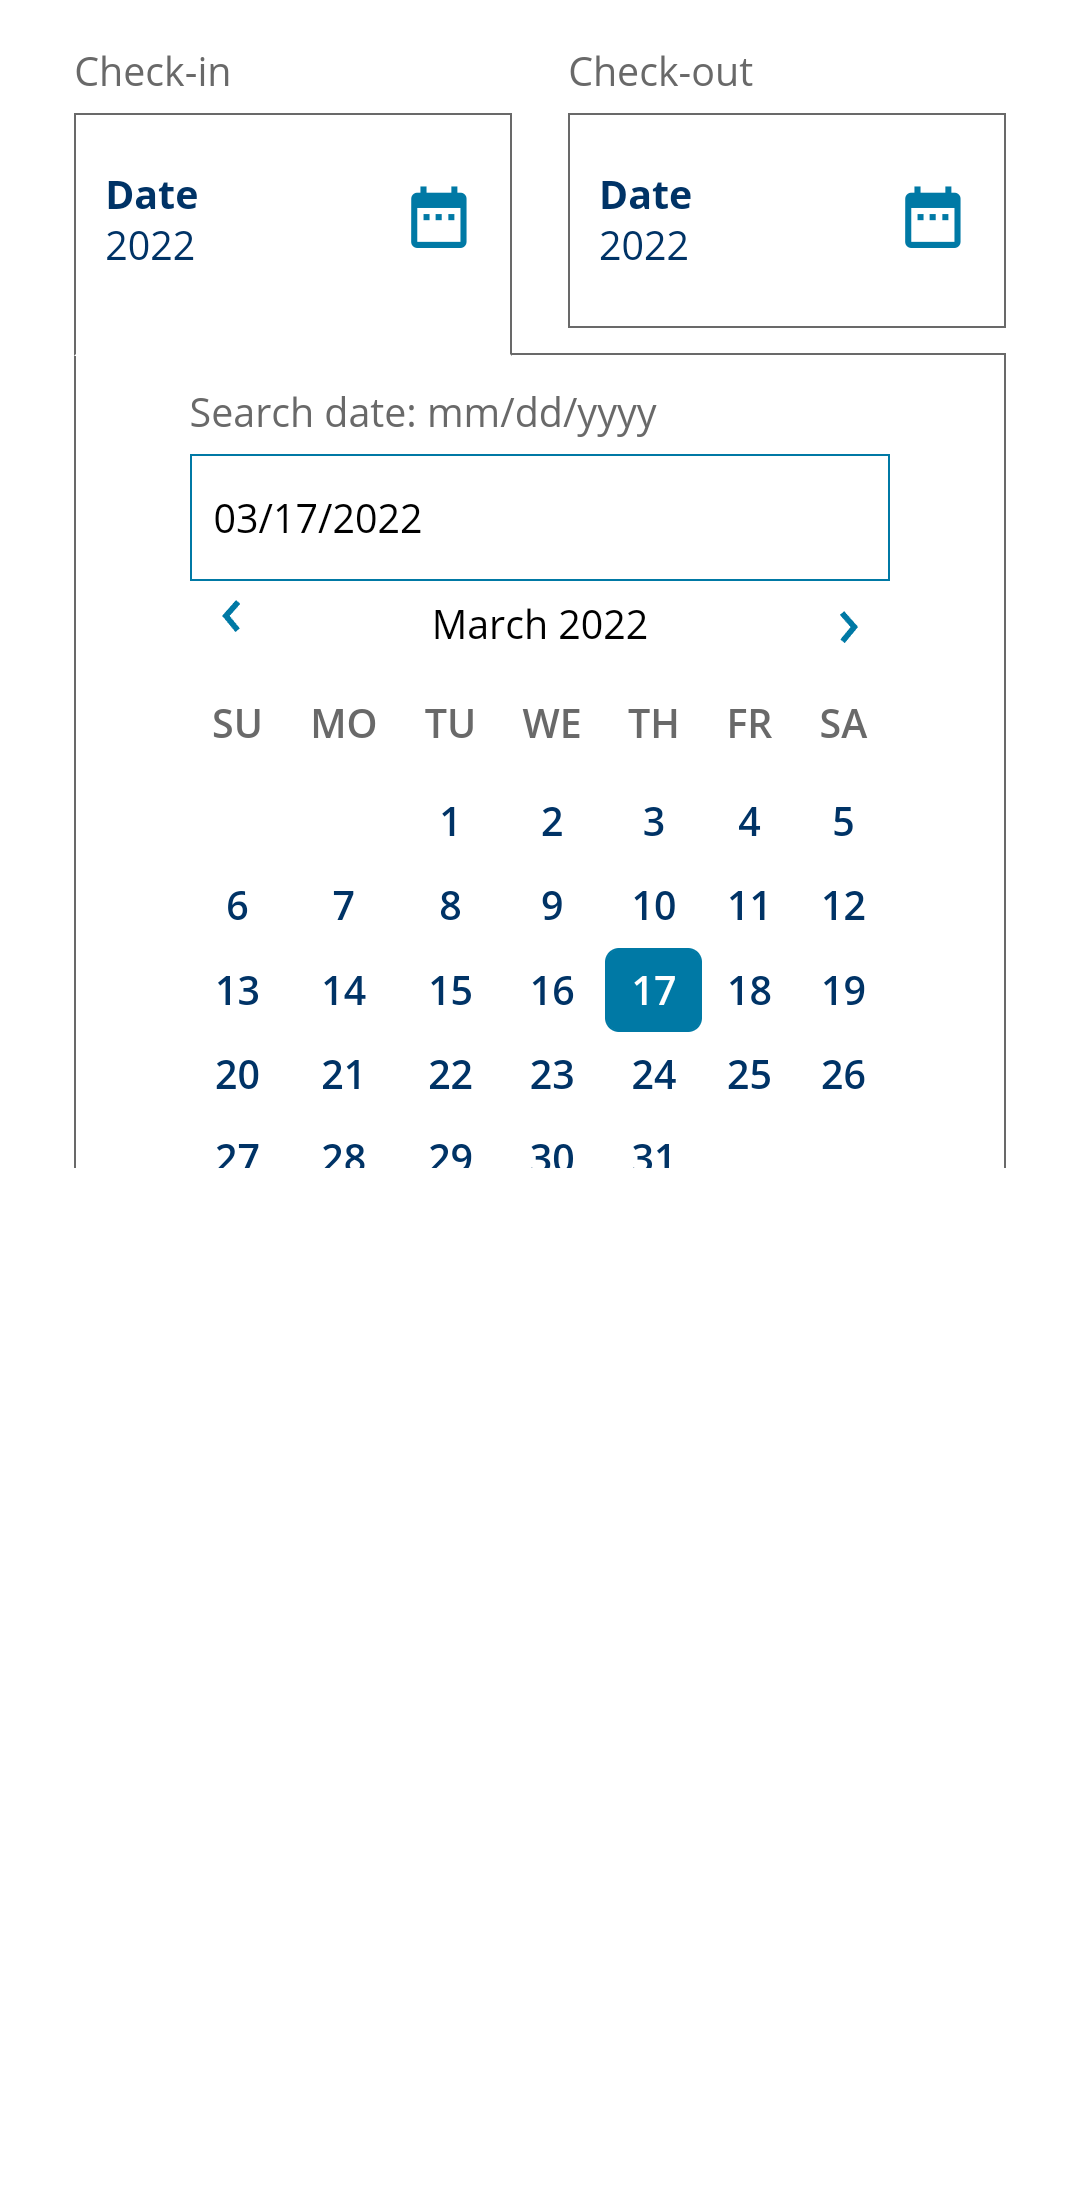 Check-in Check-out
Date Date
2022 2022
Search date: mm/dd/yyyy
03/17/2022
March 2022
SU MO TU WE TH FR SA
1 2 3 4 5
6 7 8 9 10 11 12
13 14 15 16 17 18 19
20 21 22 23 24 25 26
27 28 29 30 31